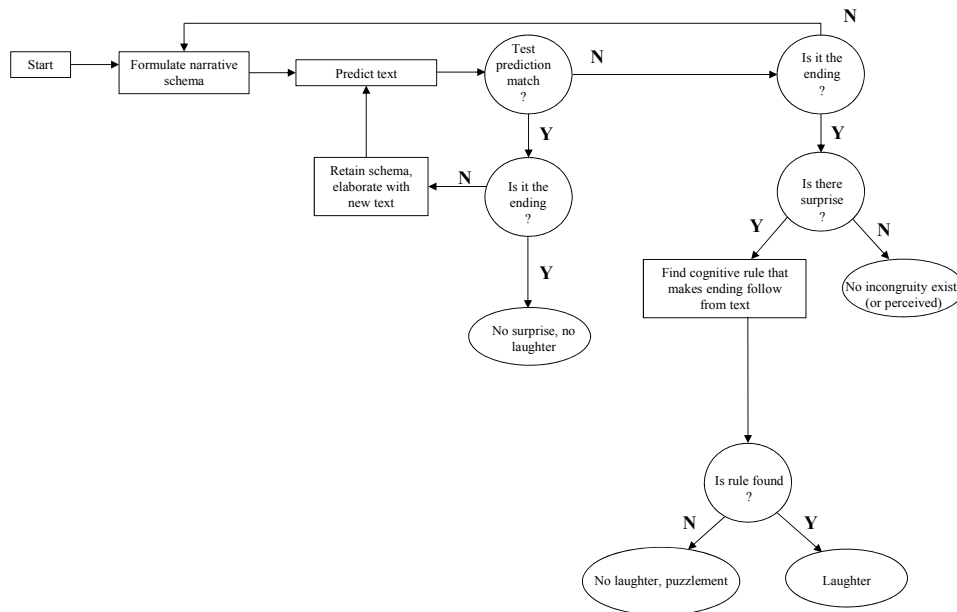 N
Start
Formulate narrative
schema
Predict text
Test
prediction
match
?
N
Is it the
ending
?
Y
Y
Retain schema,
elaborate with
new text
N
Is it the
ending
?
Is there
surprise
?
Y
N
Y
Find cognitive rule that
makes ending follow
from text
No incongruity exist
(or perceived)
No surprise, no
laughter
Is rule found
?
N
Y
No laughter, puzzlement
Laughter